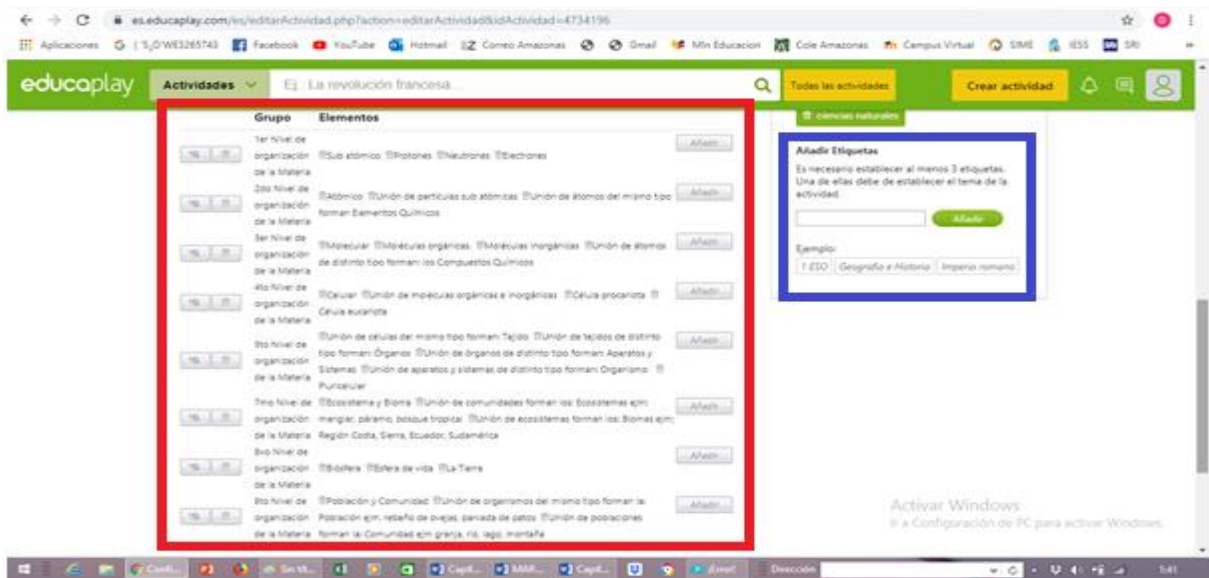 es.educaplay.com/es/editarActividad.php?action=editarActividad&idActividad=4734196
Aplicaciones Facebook YouTube Hotmail Correo Amazonas Gmail Min Educacion Cole Amazonas Campus Virtual SIME IESS SRI
educaplay Actividades Ej.: La revolución francesa... Todas las actividades Crear actividad
ciencias naturales
Grupo Elementos
1er Nivel de
organización Sub atómico Protones Neutrones Electrones Añadir
de la Materia
2do Nivel de
organización Atómico Unión de partículas sub atómicas Unión de átomos del mismo tipo Añadir
de la Materia forman Elementos Químicos
3er Nivel de
organización Molecular Moléculas orgánicas. Moléculas inorgánicas Unión de átomos Añadir
de la Materia de distinto tipo forman: los Compuestos Químicos
4to Nivel de
organización Celular Unión de moléculas orgánicas e inorgánicas Célula procariota Añadir
de la Materia Célula eucariota
Unión de células del mismo tipo forman: Tejido Unión de tejidos de distinto Añadir
Nivel de tipo forman: Órganos Unión de órganos de distinto tipo forman: Aparatos y
organización Sistemas Unión de aparatos y sistemas de distinto tipo forman: Organismo
de la Materia Pluricelular
7mo Nivel de Ecosistema y Bioma Unión de comunidades forman los: Ecosistemas ejm: Añadir
organización manglar, páramo, bosque tropical Unión de ecosistemas forman los: Biomas ejm:
de la Materia Región Costa, Sierra, Ecuador, Sudamérica
8vo Nivel de
organización Biósfera Esfera de vida La Tierra Añadir
de la Materia
Nivel de Población y Comunidad Unión de organismos del mismo tipo forman la: Añadir
organización Población ejm. rebaño de ovejas, parvada de patos Unión de poblaciones
de la Materia forman la: Comunidad ejm granja, río, lago, montaña
Añadir Etiquetas
Es necesario establecer al menos 3 etiquetas.
Una de ellas debe de establecer el tema de la
actividad.
Añadir
Ejemplo:
1 ESO Geografía e Historia Imperio romano
Activar Windows
Ir a Configuración de PC para activar Windows.
Confi... Sin tít... Capít... MAR... Capít... Dirección 1:41